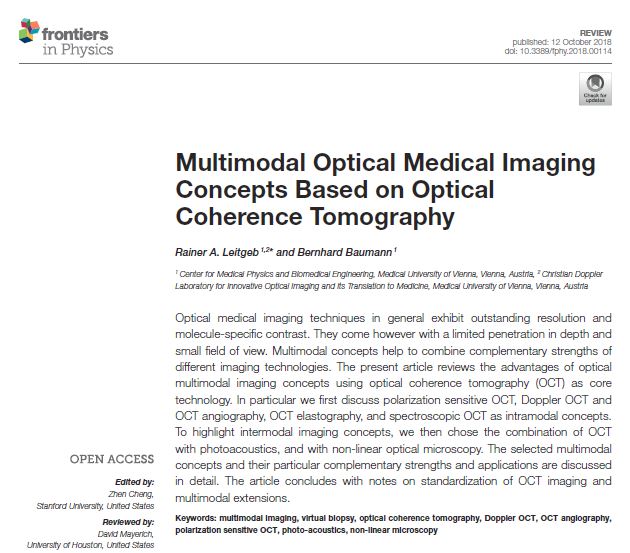 frontiers
in Physics
REVIEW
published: 12 October 2018
doi: 10.3389/fphy.2018.00114
Check for
updates
Multimodal Optical Medical Imaging
Concepts Based on Optical
Coherence Tomography
Rainer A. Leitgeb 1,2* and Bernhard Baumann 1
1 Center for Medical Physics and Biomedical Engineering, Medical University of Vienna, Vienna, Austria, 2 Christian Doppler
Laboratory for Innovative Optical Imaging and Its Translation to Medicine, Medical University of Vienna, Vienna, Austria
Optical medical imaging techniques in general exhibit outstanding resolution and
molecule-specific contrast. They come however with a limited penetration in depth and
small field of view. Multimodal concepts help to combine complementary strengths of
different imaging technologies. The present article reviews the advantages of optical
multimodal imaging concepts using optical coherence tomography (OCT) as core
technology. In particular we first discuss polarization sensitive OCT, Doppler OCT and
OCT angiography, OCT elastography, and spectroscopic OCT as intramodal concepts.
To highlight intermodal imaging concepts, we then chose the combination of OCT
with photoacoustics, and with non-linear optical microscopy. The selected multimodal
concepts and their particular complementary strengths and applications are discussed
in detail. The article concludes with notes on standardization of OCT imaging and
multimodal extensions.
Keywords: multimodal imaging, virtual biopsy, optical coherence tomography, Doppler OCT, OCT angiography,
polarization sensitive OCT, photo-acoustics, non-linear microscopy
OPEN ACCESS
Edited by:
Zhen Cheng,
Stanford University, United States
Reviewed by:
David Mayerich,
University of Houston, United States